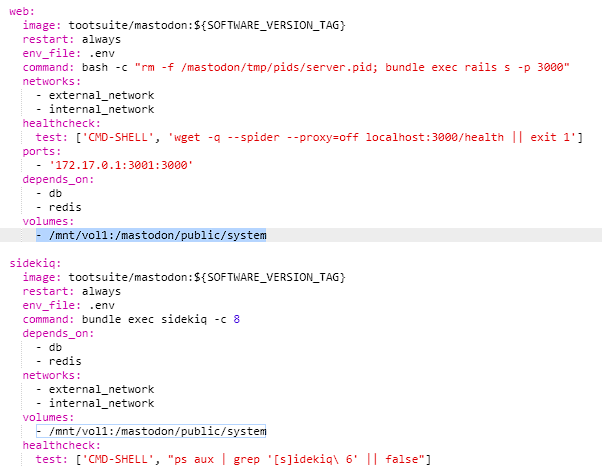 web:
  image: tootsuite/mastodon:${SOFTWARE_VERSION_TAG}
  restart: always
  env_file: .env
  command: bash -c "rm -f /mastodon/tmp/pids/server.pid; bundle exec rails s -p 3000"
  networks:
    - external_network
    - internal_network
  healthcheck:
    test: ['CMD-SHELL', 'wget -q --spider --proxy=off localhost:3000/health || exit 1']
  ports:
    - '172.17.0.1:3001:3000'
  depends_on:
    - db
    - redis
  volumes:
    - /mnt/vol1:/mastodon/public/system
sidekiq:
  image: tootsuite/mastodon:${SOFTWARE_VERSION_TAG}
  restart: always
  env_file: .env
  command: bundle exec sidekiq -c 8
  depends_on:
    - db
    - redis
  networks:
    - external_network
    - internal_network
  volumes:
    - /mnt/vol1:/mastodon/public/system
  healthcheck:
    test: ['CMD-SHELL', "ps aux | grep '[s]idekiq\ 6' || false"]